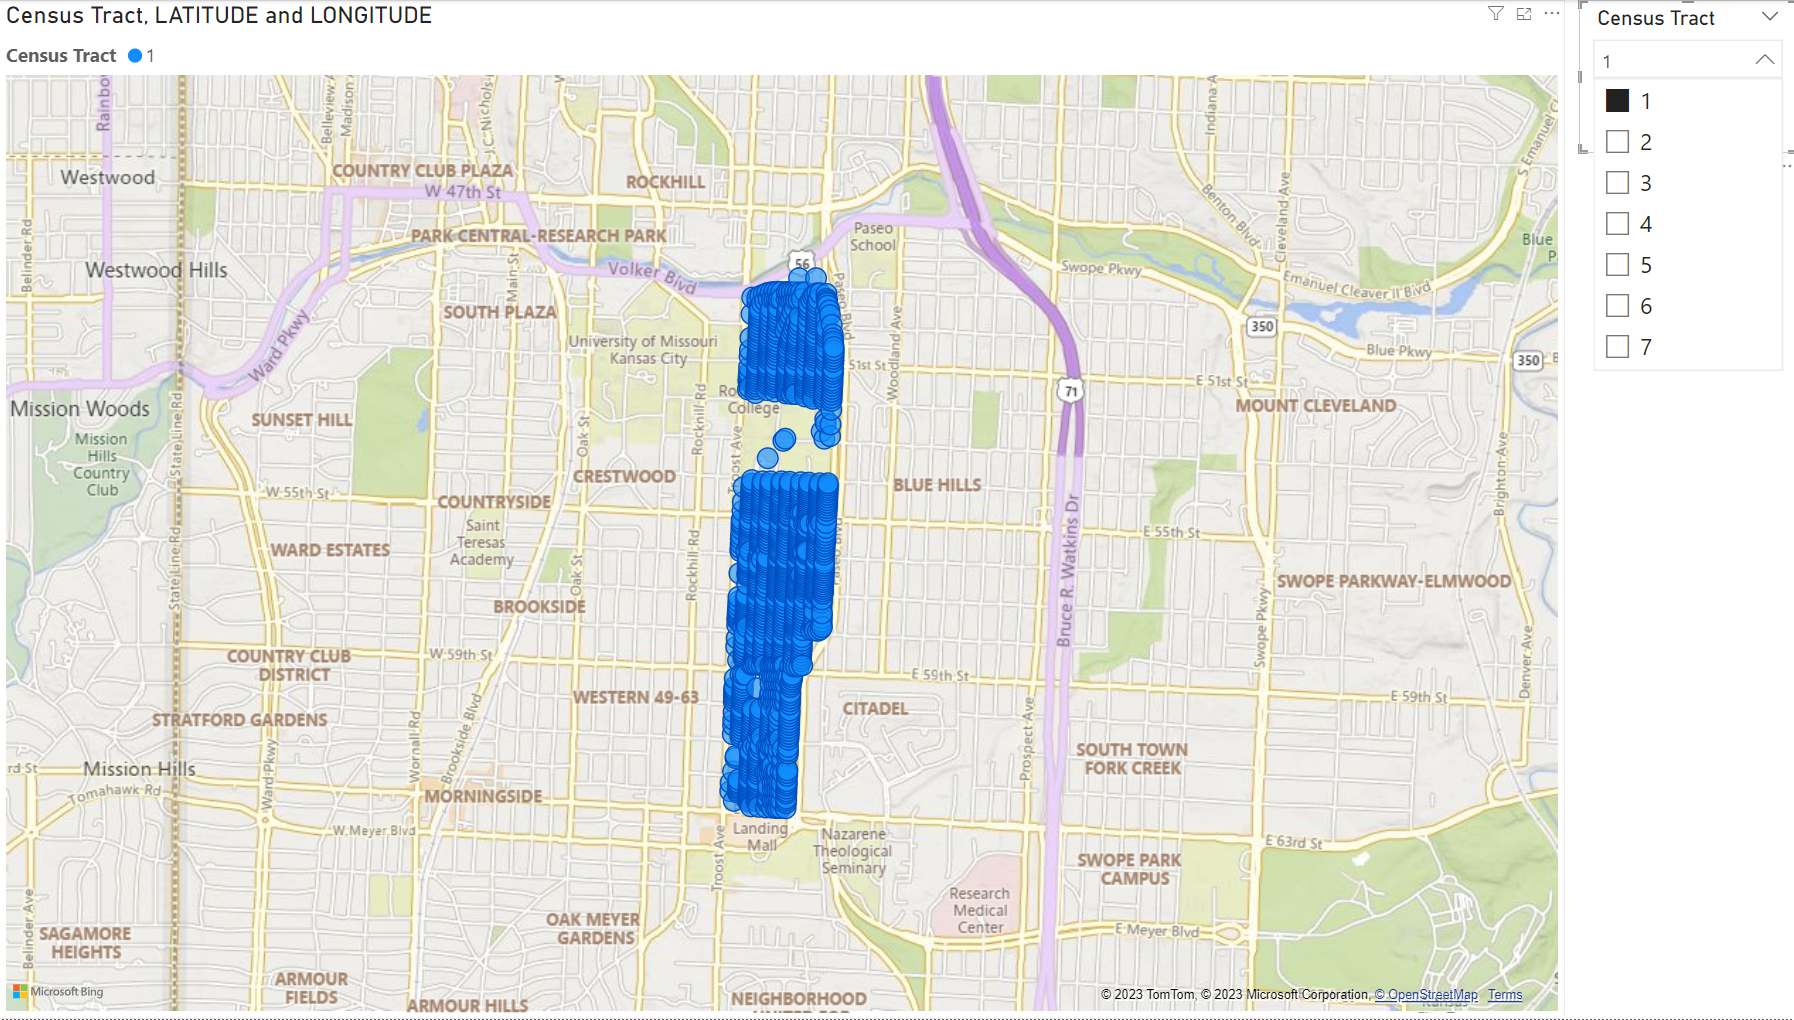 Census Tract, LATITUDE and LONGITUDE
Census Tract 1
Census Tract
1
1
2
3
4
5
6
7
Westwood
COUNTRY CLUB PLAZA
W 47th St
ROCKHILL
PARK CENTRAL-RESEARCH PARK
Westwood Hills
Volker Blvd
56
Paseo
School
Swope Pkwy
Benton Blvd
Cleveland Ave
Indiana A
S Emanuel C
Blue
P
Emanuel Cleaver II Blvd
Rainbo
Belleview A
Madison
J.C. Nichols
Main St
Belinder Rd
SOUTH PLAZA
University of Missouri
Kansas City
Ward Pkwy
Paseo Blvd
51st St
Woodland Ave
350
Blue Pkwy
350
B
E 51st St
71
Mission Woods
SUNSET HILL
Ro
College
MOUNT CLEVELAND
Mission
Hills
Country
Club
State Line Rd
Oak St
Rockhill Rd
Troost Ave
CRESTWOOD
BLUE HILLS
W 55th St
COUNTRYSIDE
Saint
Teresas
Academy
E 55th St
Brighton Ave
WARD ESTATES
State Line Rd
Oak St
Rockhill Rd
Paseo Blvd
Bruce R. Watkins Dr
SWOPE PARKWAY-ELMWOOD
BROOKSIDE
Swope Pkwy
Denver Ave
COUNTRY CLUB
DISTRICT
W 59th St
E 59th St
E 59th St
WESTERN 49-63
CITADEL
STRATFORD GARDENS
Wornall Rd
Brookside Blvd
Prospect Ave
SOUTH TOWN
FORK CREEK
rd St
Mission Hills
Ward Pkwy
Tomahawk Rd
MORNINGSIDE
W Meyer Blvd
Landing
Mall
Troost Ave
Nazarene
Theological
Seminary
E 63rd St
SWOPE PARK
CAMPUS
Research
Medical
Center
Belinder Ave
OAK MEYER
GARDENS
E Meyer Blvd
SAGAMORE
HEIGHTS
ARMOUR
FIELDS
ARMOUR HILLS
NEIGHBORHOOD
UNITED FOR
Microsoft Bing
© 2023 TomTom, © 2023 Microsoft Corporation, © OpenStreetMap Terms